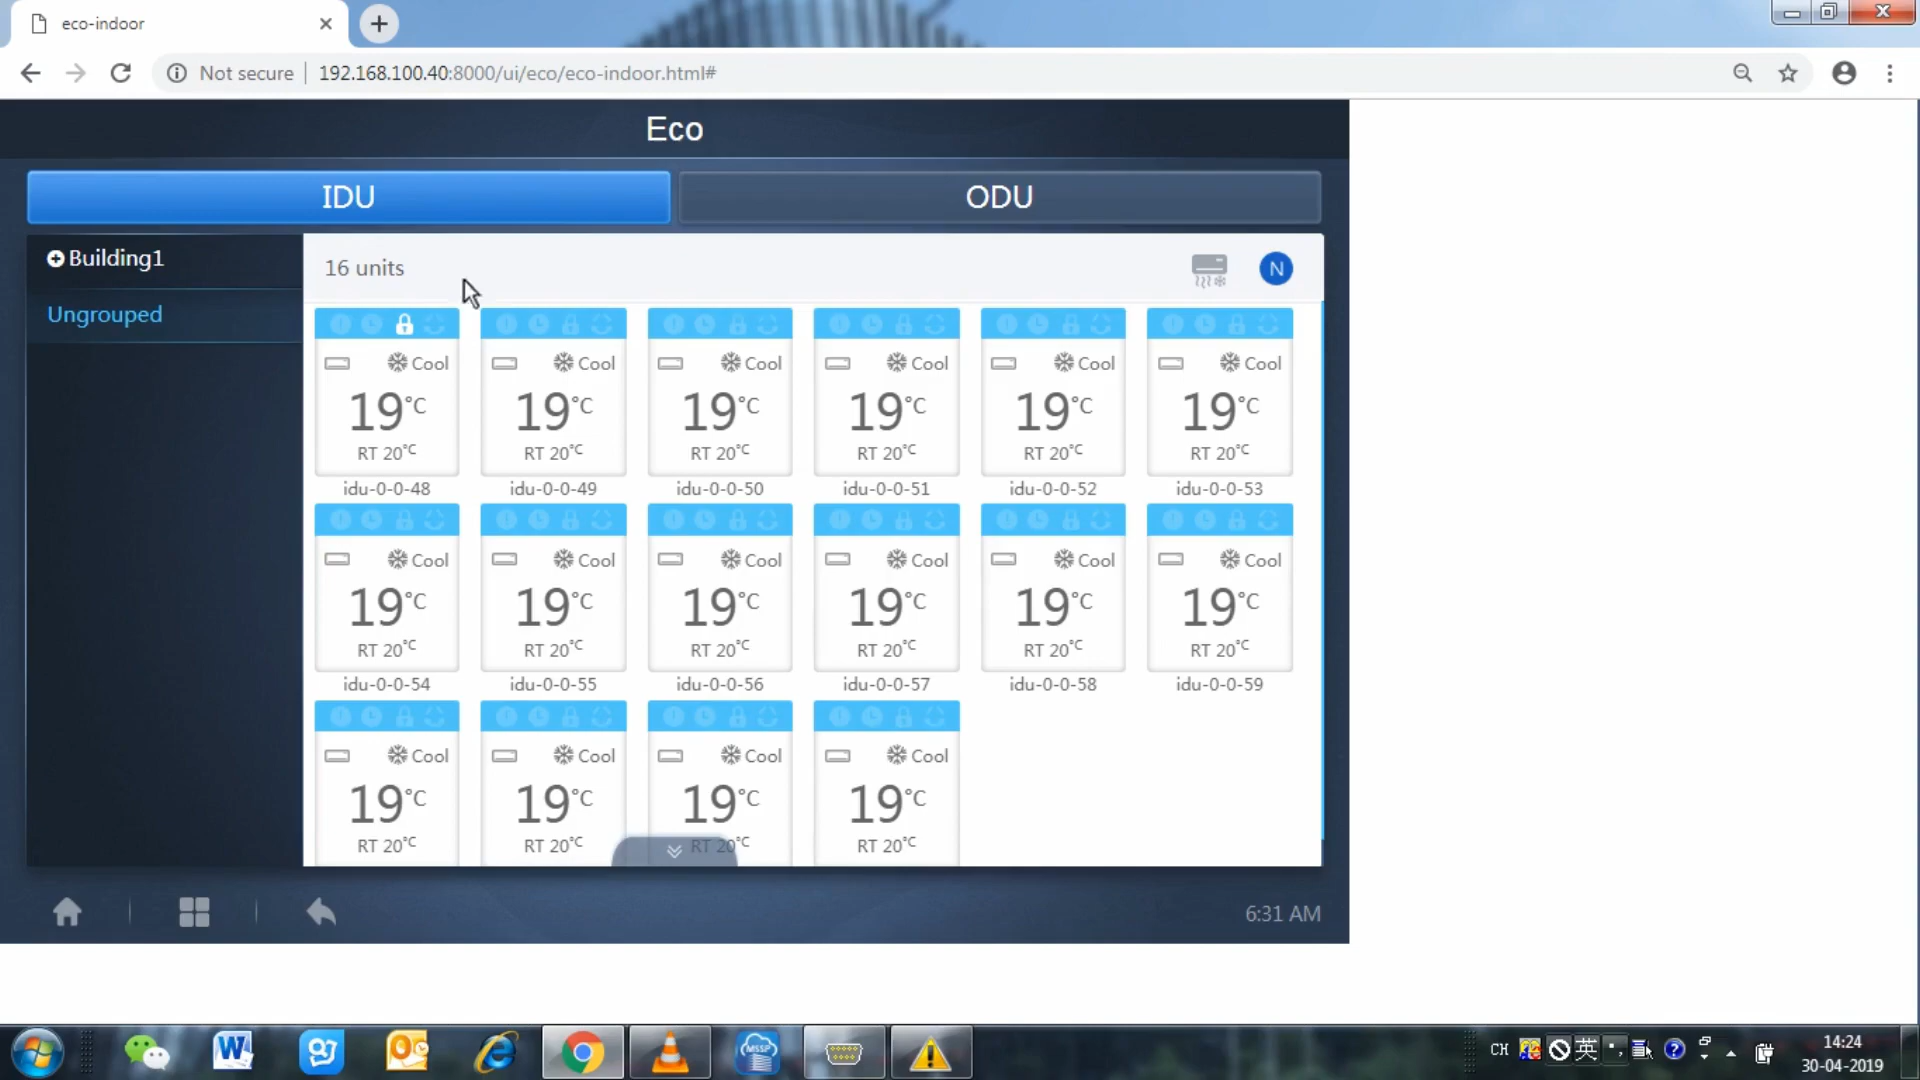 eco-indoor
Not secure 192.168.100.40:8000/ui/eco/eco-indoor.html#
Eco
IDU
ODU
Building1
Ungrouped
16 units
N
Cool Cool Cool Cool Cool Cool
19°C 19°C 19°C 19°C 19°C 19°C
RT 20°C RT 20°C RT 20°C RT 20°C RT 20°C RT 20°C
idu-0-0-48 idu-0-0-49 idu-0-0-50 idu-0-0-51 idu-0-0-52 idu-0-0-53
Cool Cool Cool Cool Cool Cool
19°C 19°C 19°C 19°C 19°C 19°C
RT 20°C RT 20°C RT 20°C RT 20°C RT 20°C RT 20°C
idu-0-0-54 idu-0-0-55 idu-0-0-56 idu-0-0-57 idu-0-0-58 idu-0-0-59
Cool Cool Cool Cool
19°C 19°C 19°C 19°C
RT 20°C RT 20°C RT 20°C RT 20°C
6:31 AM
W
O
MSSP
CH 英
14:24
30-04-2019